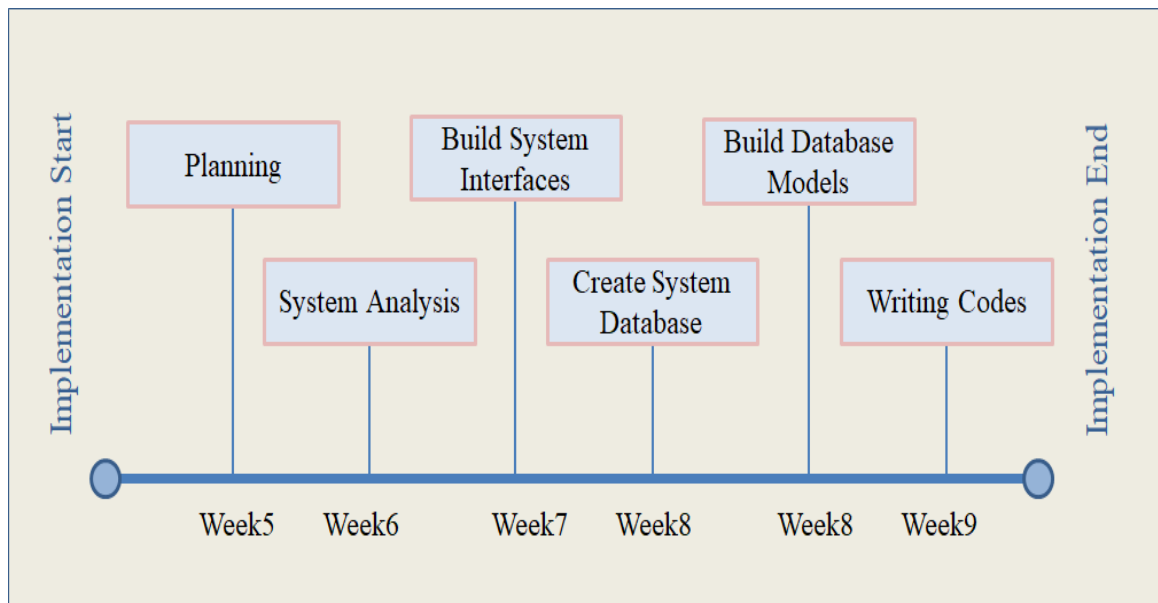 Implementation Start
Planning
System Analysis
Build System
Interfaces
Create System
Database
Build Database
Models
Writing Codes
Implementation End
Week5
Week6
Week7
Week8
Week8
Week9